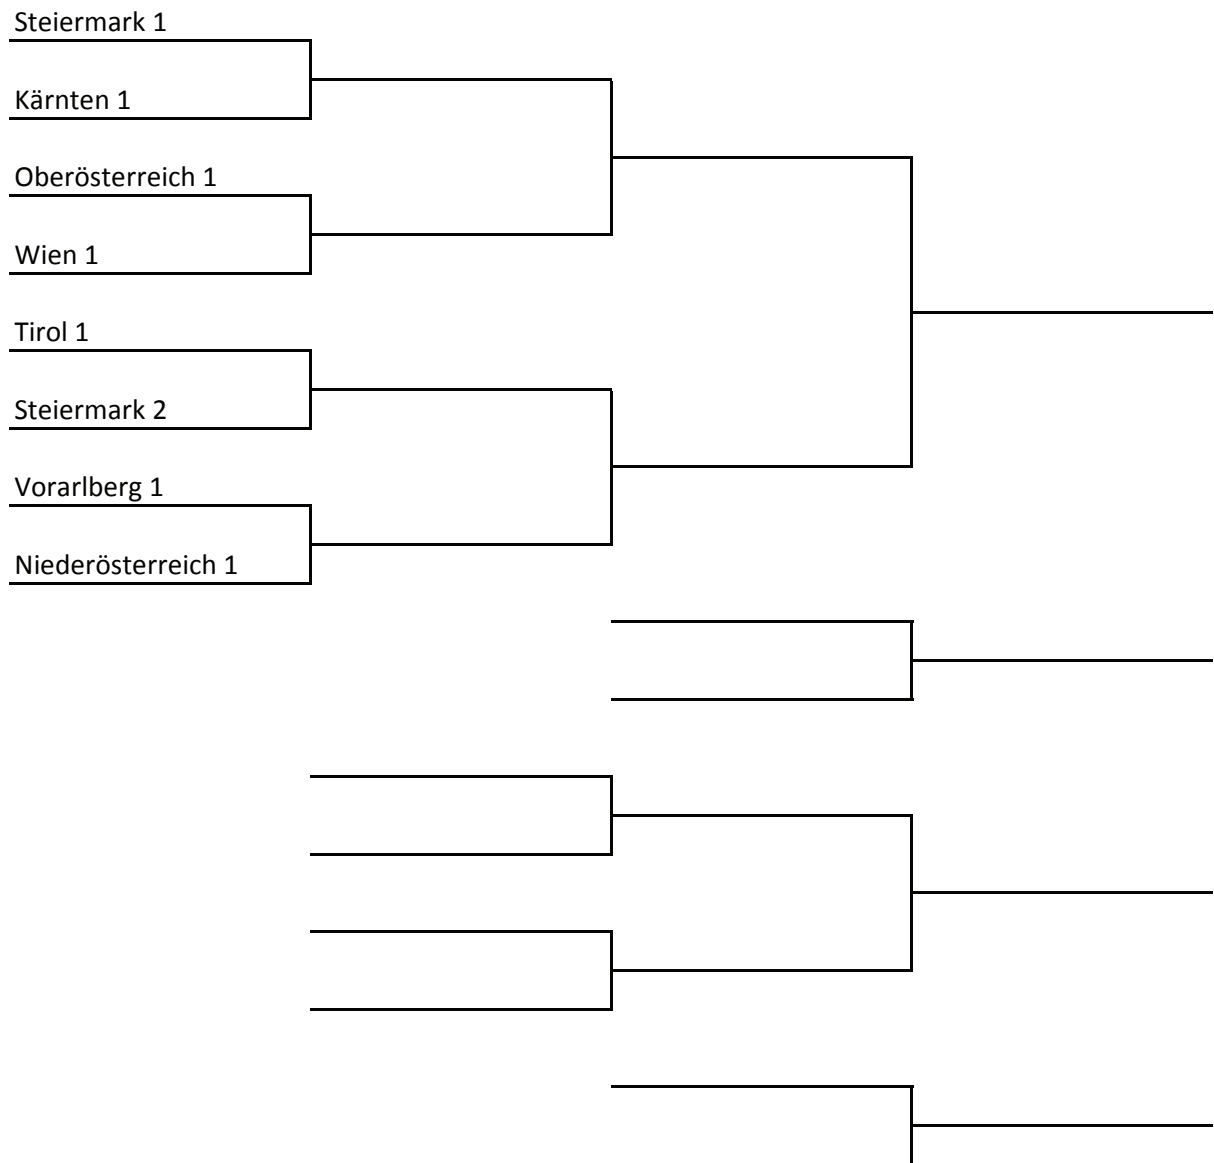 Steiermark 1
Kärnten 1
Oberösterreich 1
Wien 1
Tirol 1
Steiermark 2
Vorarlberg 1
Niederösterreich 1